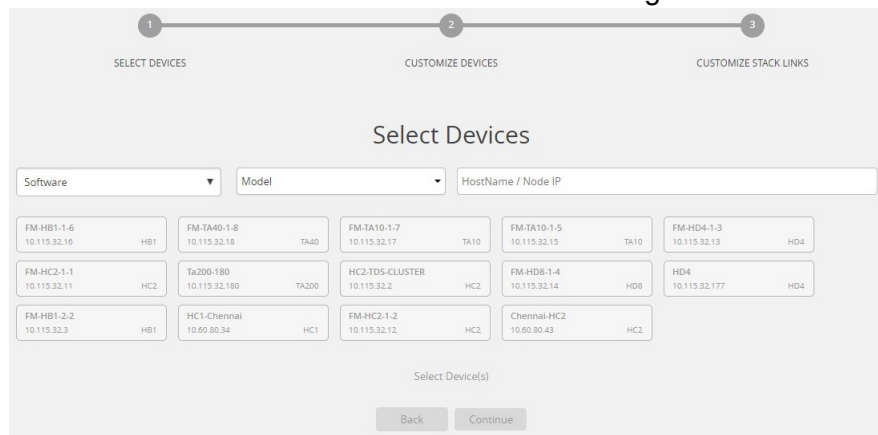 1 2 3
SELECT DEVICES CUSTOMIZE DEVICES CUSTOMIZE STACK LINKS
Select Devices
Software Model HostName / Node IP
FM-HB1-1-6 FM-TA40-1-8 FM-TA10-1-7 FM-TA10-1-5 FM-HD4-1-3
10.115.32.16 HB1 10.115.32.18 TA40 10.115.32.17 TA10 10.115.32.15 TA10 10.115.32.13 HD4
FM-HC2-1-1 Ta200-180 HC2-TDS-CLUSTER FM-HD8-1-4 HD4
10.115.32.11 HC2 10.115.32.180 TA200 10.115.32.2 HC2 10.115.32.14 HD8 10.115.32.177 HD4
FM-HB1-2-2 HC1-Chennai FM-HC2-1-2 Chennai-HC2
10.115.32.3 HB1 10.60.80.34 HC1 10.115.32.12 HC2 10.60.80.43 HC2
Select Device(s)
Back Continue